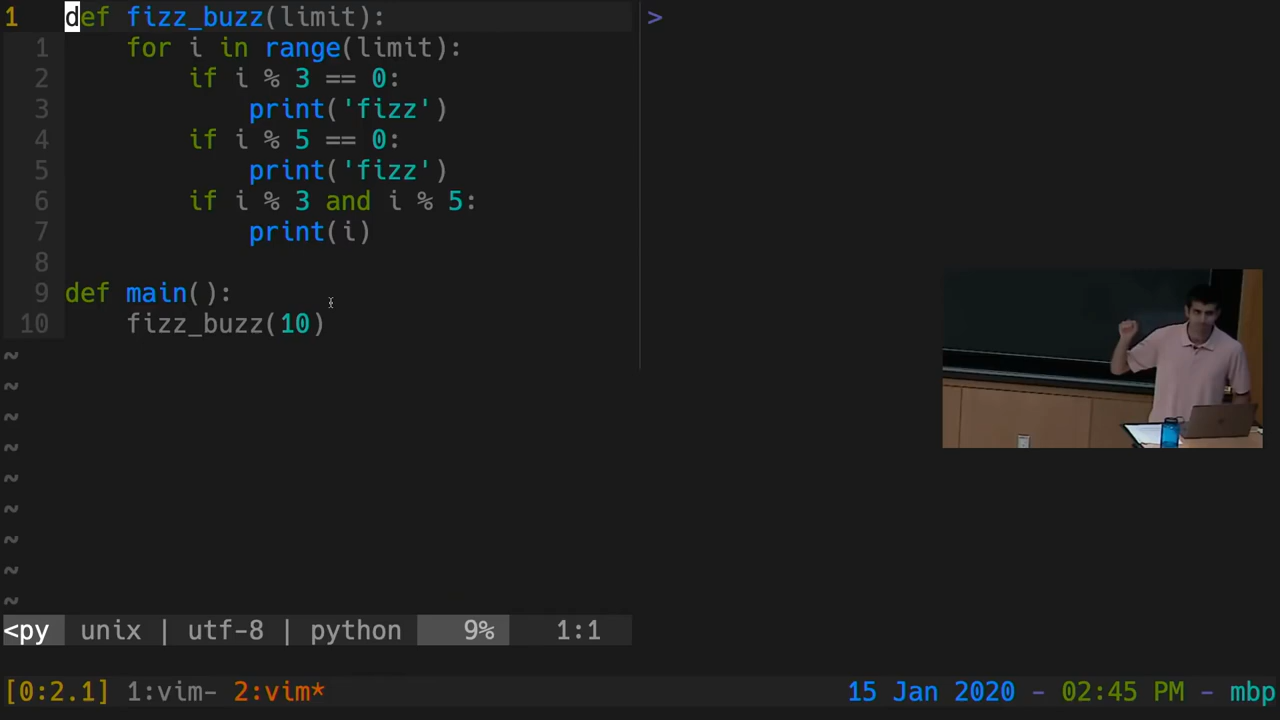 1 def fizz_buzz(limit): >
1 for i in range(limit):
2 if i % 3 == 0:
3 print('fizz')
4 if i % 5 == 0:
5 print('fizz')
6 if i % 3 and i % 5:
7 print(i)
8
9 def main():
10 fizz_buzz(10)
~
~
~
~
~
~
~
~
~
<py unix | utf-8 | python 9% 1:1
[0:2.1] 1:vim- 2:vim* 15 Jan 2020 - 02:45 PM - mbp